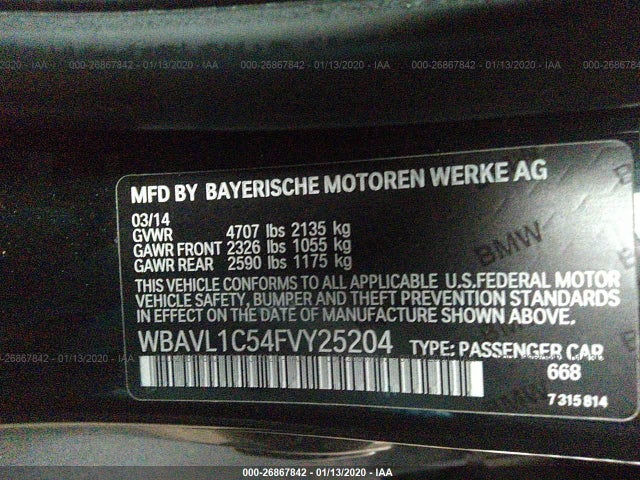 000-26867842 - 01/13/2020 - IAA
MFD BY BAYERISCHE MOTOREN WERKE AG
03/14
GVWR 4707 lbs 2135 kg
GAWR FRONT 2326 lbs 1055 kg
GAWR REAR 2590 lbs 1175 kg
THIS VEHICLE CONFORMS TO ALL APPLICABLE U.S.FEDERAL MOTOR
VEHICLE SAFETY, BUMPER AND THEFT PREVENTION STANDARDS
IN EFFECT ON THE DATE OF MANUFACTURE SHOWN ABOVE.
WBAVL1C54FVY25204 TYPE: PASSENGER CAR
668
7 315 814
BMW
000-26867842 - 01/13/2020 - IAA